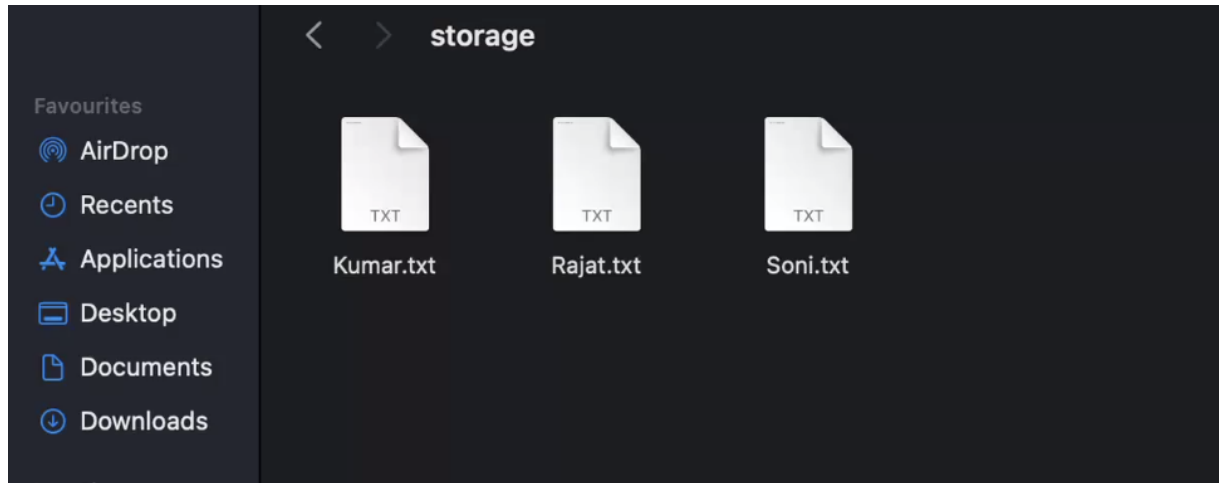 storage
Favourites
AirDrop
Recents
Applications
Desktop
Documents
Downloads
TXT
TXT
TXT
Kumar.txt
Rajat.txt
Soni.txt